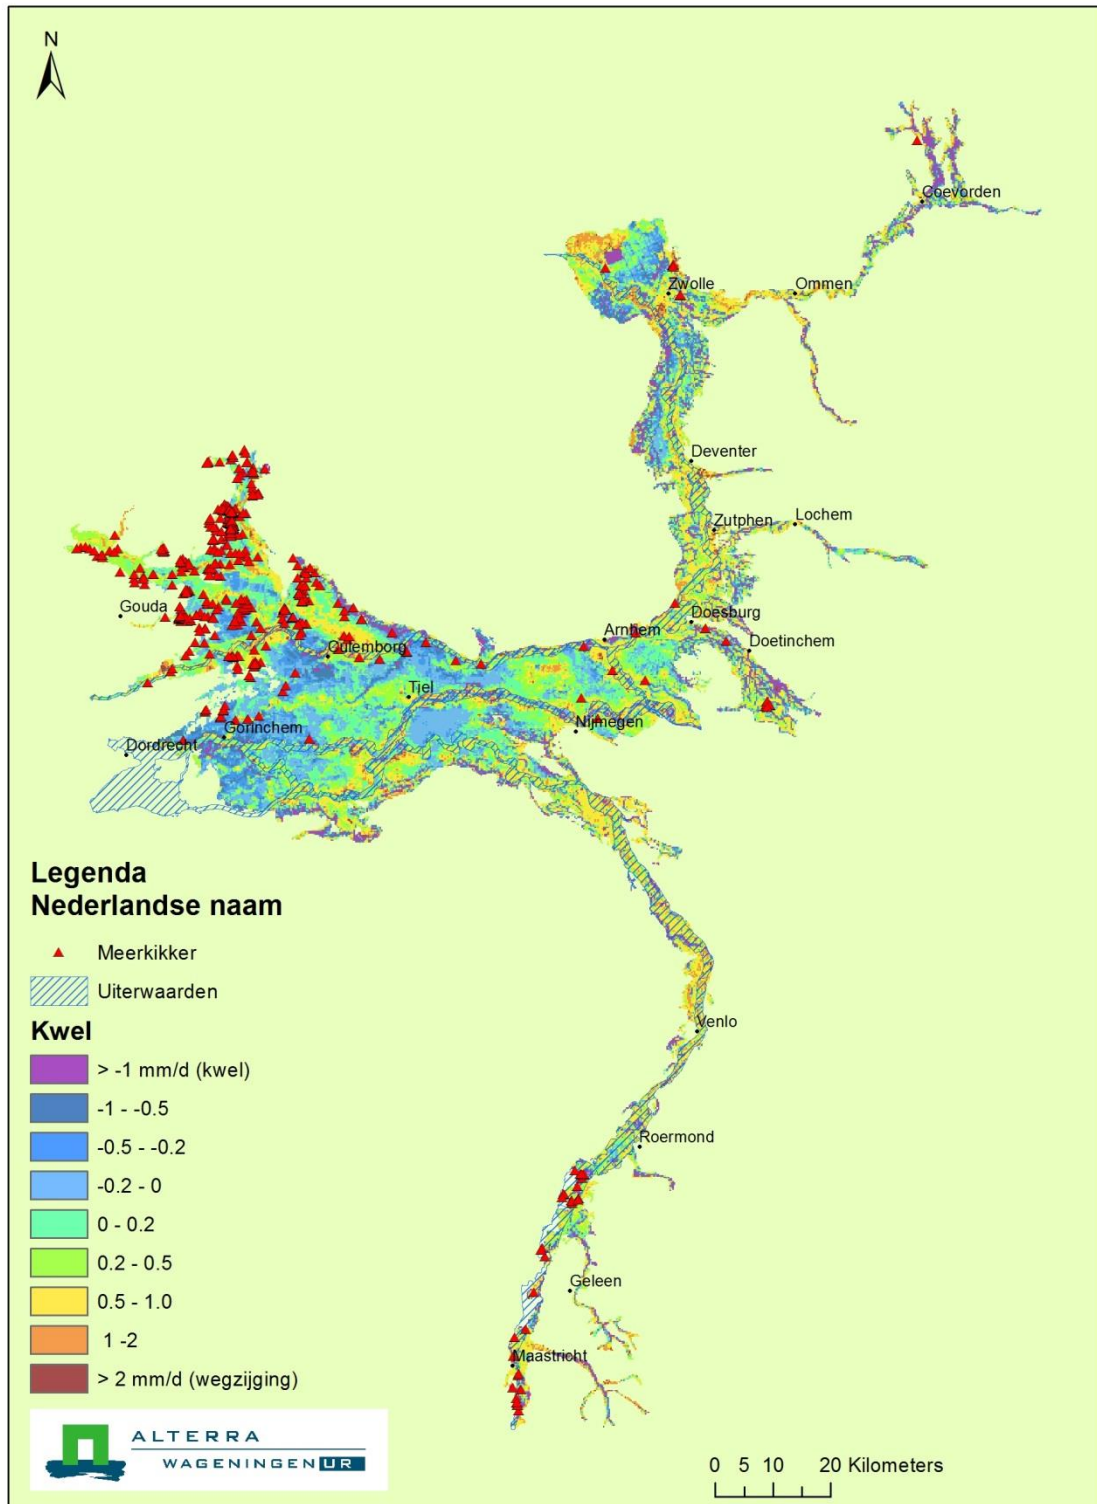 N
Coevorden
Zwolle
Ommen
Deventer
Zutphen
Lochem
Gouda
Doesburg
Arnhem
Doetinchem
Culemborg
Tiel
Nijmegen
Gorinchem
Dordrecht
Legenda
Nederlandse naam
Meerkikker
Uiterwaarden
Kwel
> -1 mm/d (kwel)
-1 - -0.5
-0.5 - -0.2
-0.2 - 0
0 - 0.2
0.2 - 0.5
0.5 - 1.0
1 -2
> 2 mm/d (wegzijging)
Venlo
Roermond
Geleen
Maastricht
ALTERRA
WAGENINGEN UR
0 5 10 20 Kilometers